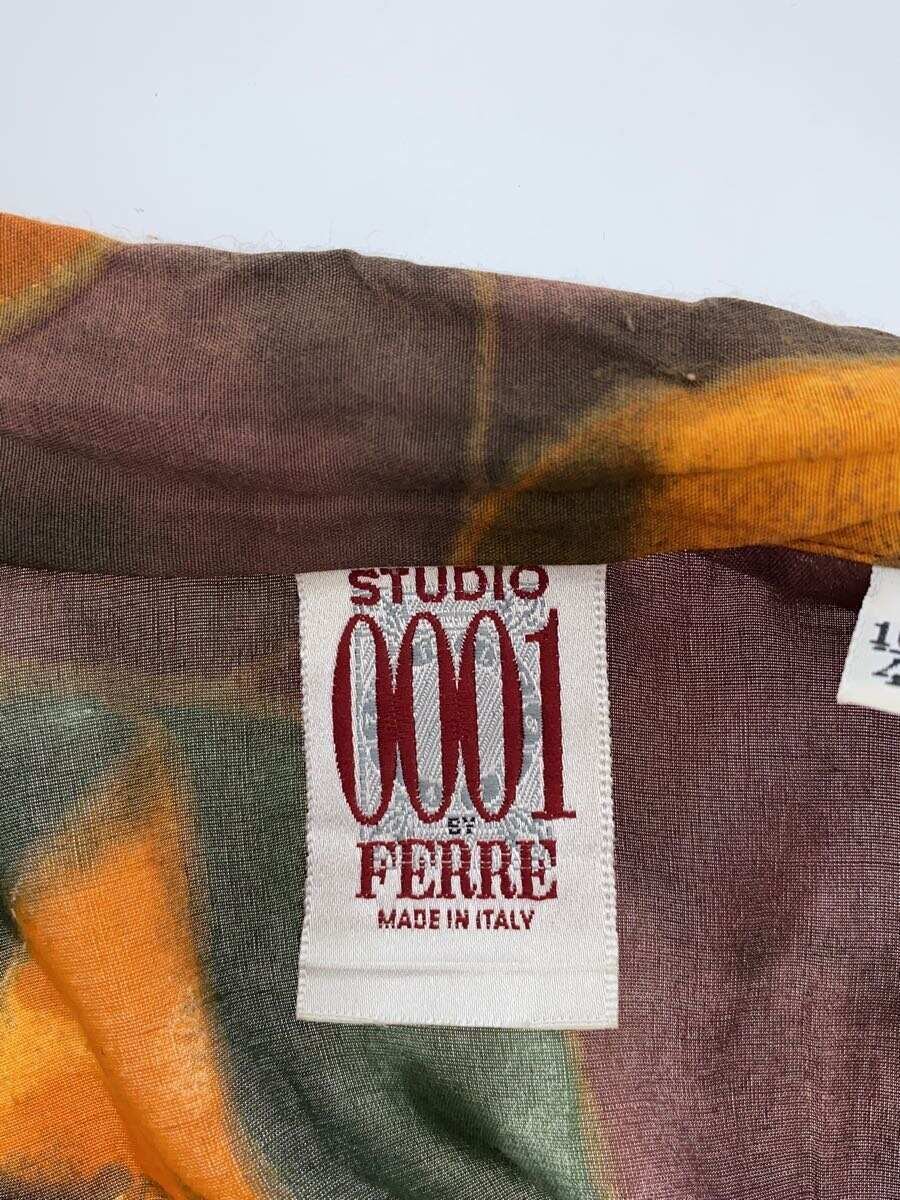 STUDIO
0001
BY
FERRE
MADE IN ITALY